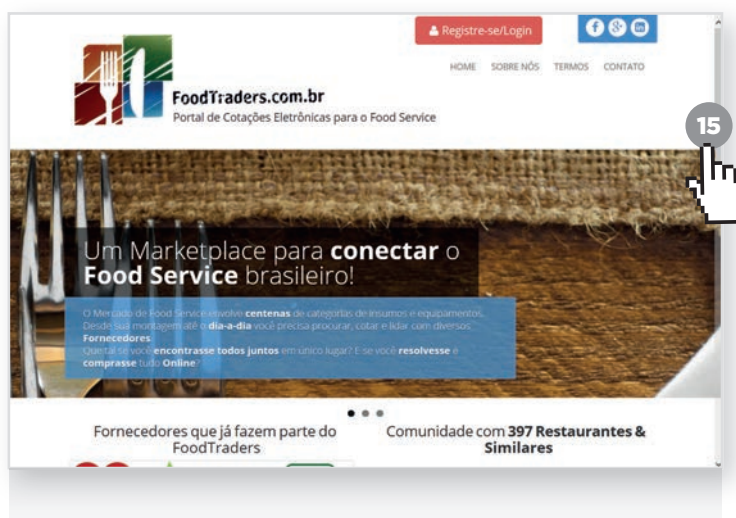 Registre-se/Login
HOME SOBRE NÓS TERMOS CONTATO
FoodTraders.com.br
Portal de Cotações Eletrônicas para o Food Service
15
Um Marketplace para conectar o
Food Service brasileiro!
O Mercado de Food Service envolve centenas de categorias de insumos e equipamentos.
Desde sua montagem até o dia-a-dia você precisa procurar, cotar e lidar com diversos
Fornecedores
Que tal se você encontrasse todos juntos em único lugar? E se você resolvesse e
comprasse tudo Online?
Fornecedores que já fazem parte do
FoodTraders
Comunidade com 397 Restaurantes &
Similares